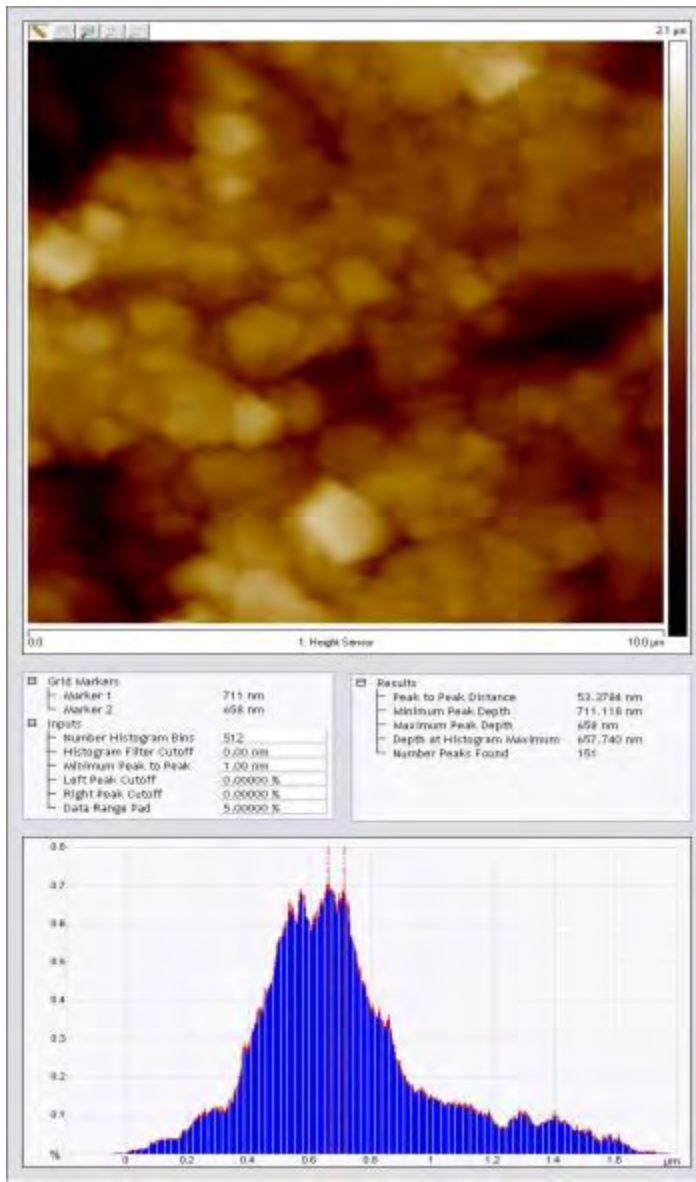 2.1 µm
0.0 1: Height Sensor 10.0 µm
Grid Markers
Marker 1 711 nm
Marker 2 658 nm
Inputs
Number Histogram Bins 512
Histogram Filter Cutoff 0.00 nm
Minimum Peak to Peak 1.00 nm
Left Peak Cutoff 0.00000 %
Right Peak Cutoff 0.00000 %
Data Range Pad 5.00000 %
Results
Peak to Peak Distance 53.3784 nm
Minimum Peak Depth 711.118 nm
Maximum Peak Depth 658 nm
Depth at Histogram Maximum 657.740 nm
Number Peaks Found 151
0.8
0.7
0.6
0.5
0.4
0.3
0.2
0.1
%
0 0.2 0.4 0.6 0.8 1 1.2 1.4 1.6 µm